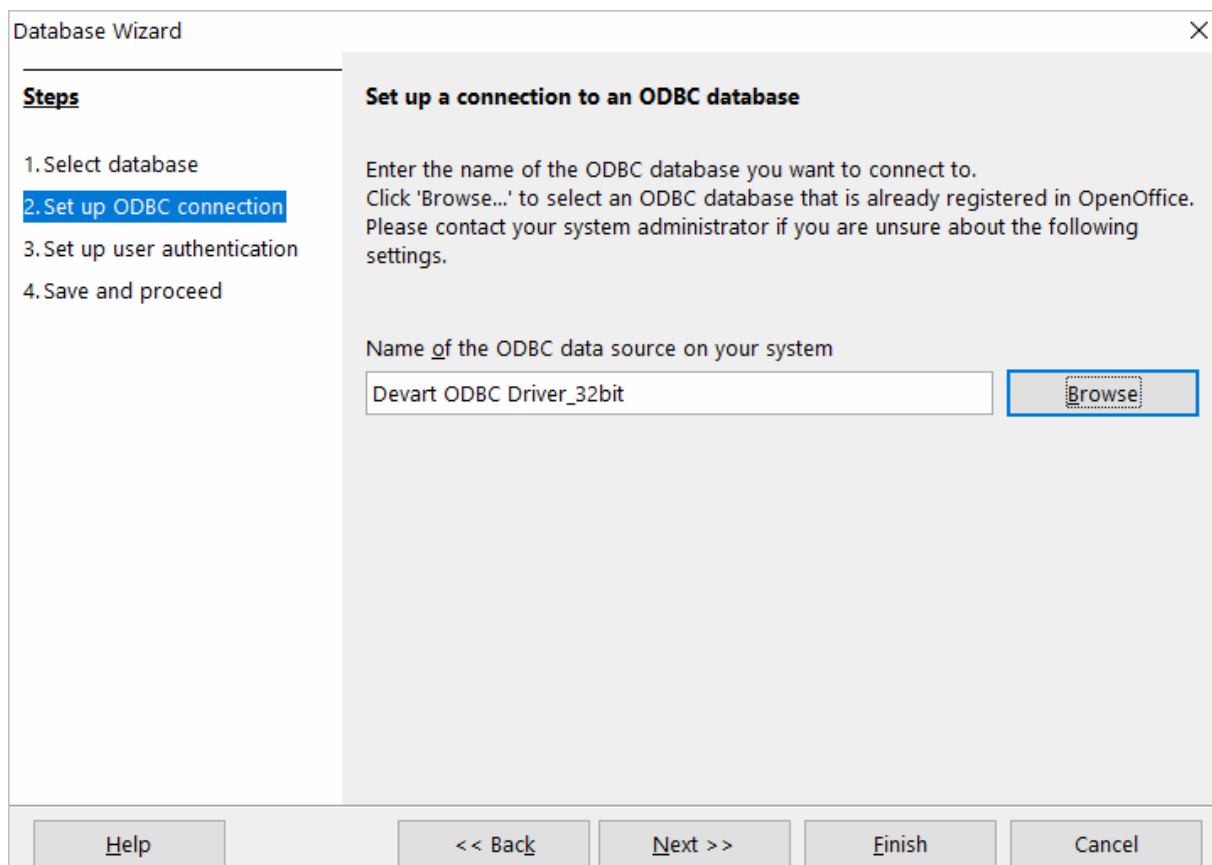 Database Wizard
Steps
1. Select database
2. Set up ODBC connection
3. Set up user authentication
4. Save and proceed
Set up a connection to an ODBC database
Enter the name of the ODBC database you want to connect to.
Click 'Browse...' to select an ODBC database that is already registered in OpenOffice.
Please contact your system administrator if you are unsure about the following
settings.
Name of the ODBC data source on your system
Devart ODBC Driver_32bit
Browse
Help
<< Back
Next >>
Finish
Cancel